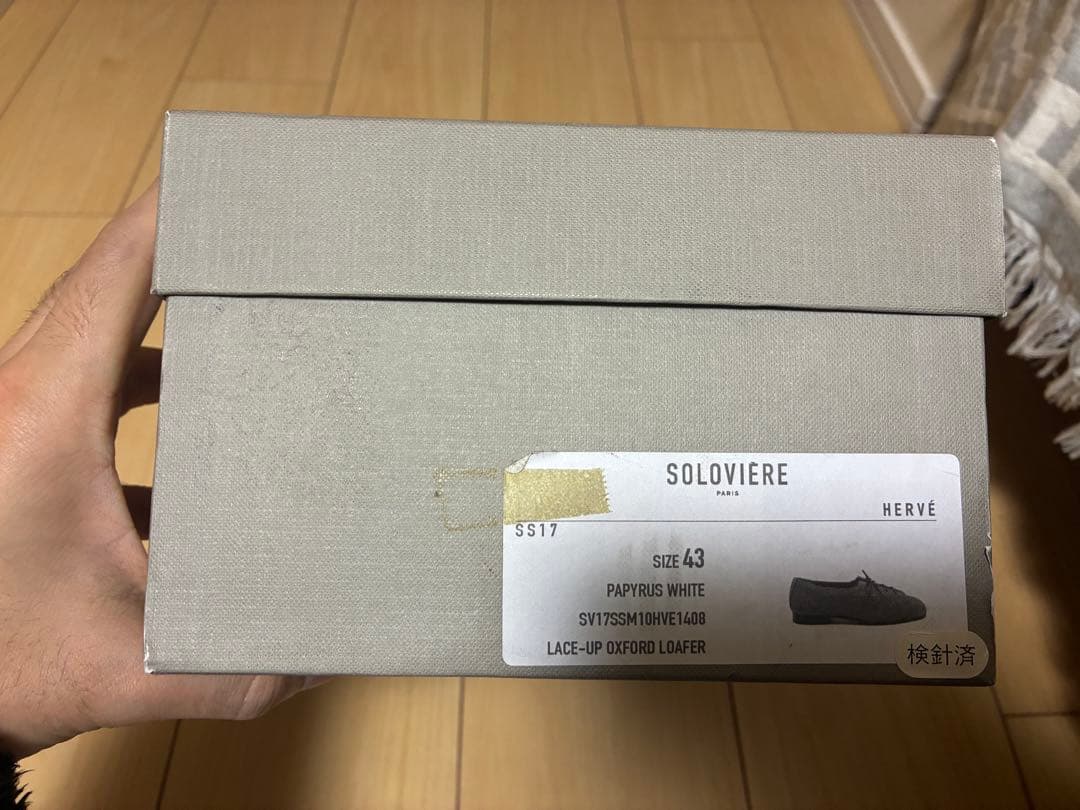 SOLOVIÈRE
PARIS
HERVÉ
SS17
SIZE 43
PAPYRUS WHITE
SV17SSM10HVE1408
LACE-UP OXFORD LOAFER
検針済